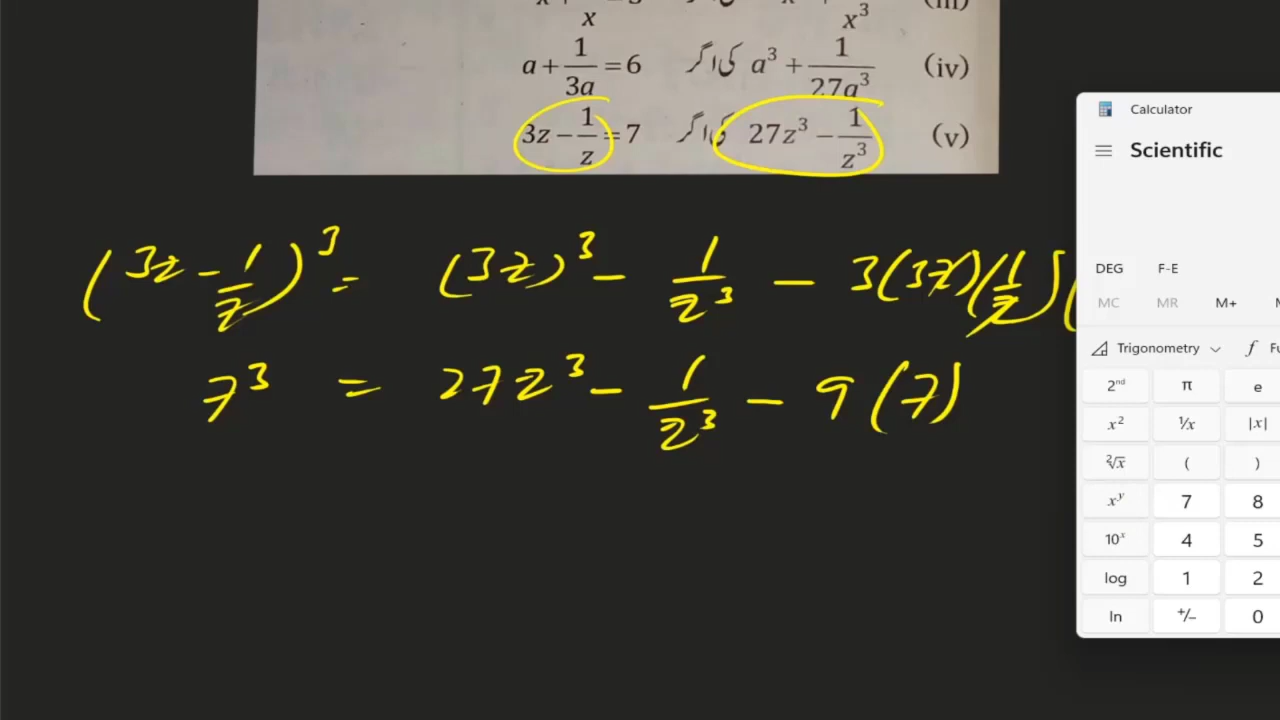 (iv) a³ + 1/27a³ کی اگر a + 1/3a = 6
(v) 27z³ − 1/z³ کی اگر 3z − 1/z = 7
(3z − 1/z)³ = (3z)³ − 1/z³ − 3(3z)(1/z)(
7³ = 27z³ − 1/z³ − 9(7)
Calculator
Scientific
DEG F-E
MC MR M+
Trigonometry
2ⁿᵈ π e
x² ¹/x |x|
²√x ( )
xʸ 7 8
10ˣ 4 5
log 1 2
ln +/− 0